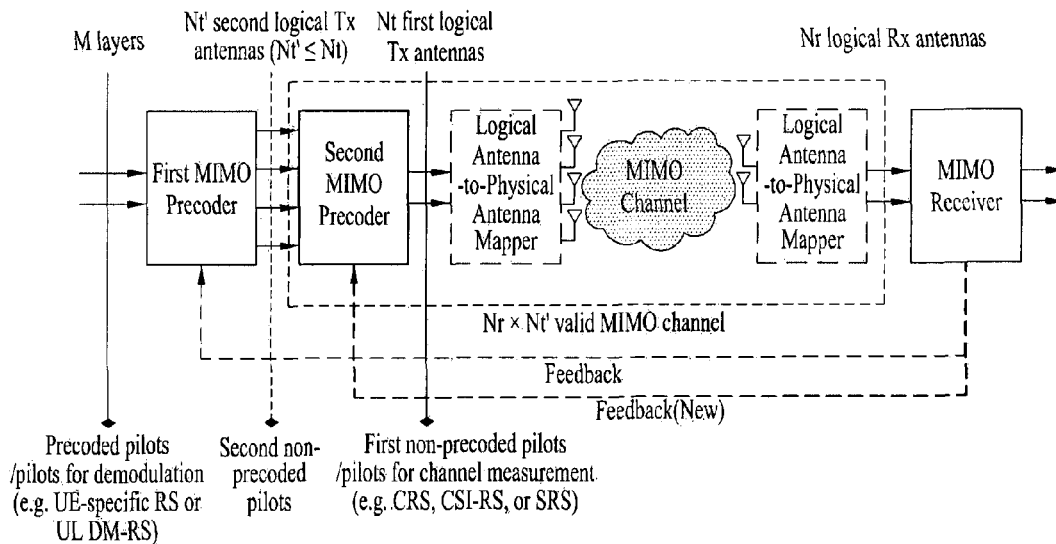 M layers
Nt' second logical Tx
antennas (Nt' ≤ Nt)
Nt first logical
Tx antennas
Nr logical Rx antennas
First MIMO
Precoder
Second
MIMO
Precoder
Logical
Antenna
-to-Physical
Antenna
Mapper
MIMO
Channel
Logical
Antenna
-to-Physical
Antenna
Mapper
MIMO
Receiver
Nr × Nt' valid MIMO channel
Feedback
Feedback(New)
Precoded pilots
/pilots for demodulation
(e.g. UE-specific RS or
UL DM-RS)
Second non-
precoded
pilots
First non-precoded pilots
/pilots for channel measurement
(e.g. CRS, CSI-RS, or SRS)